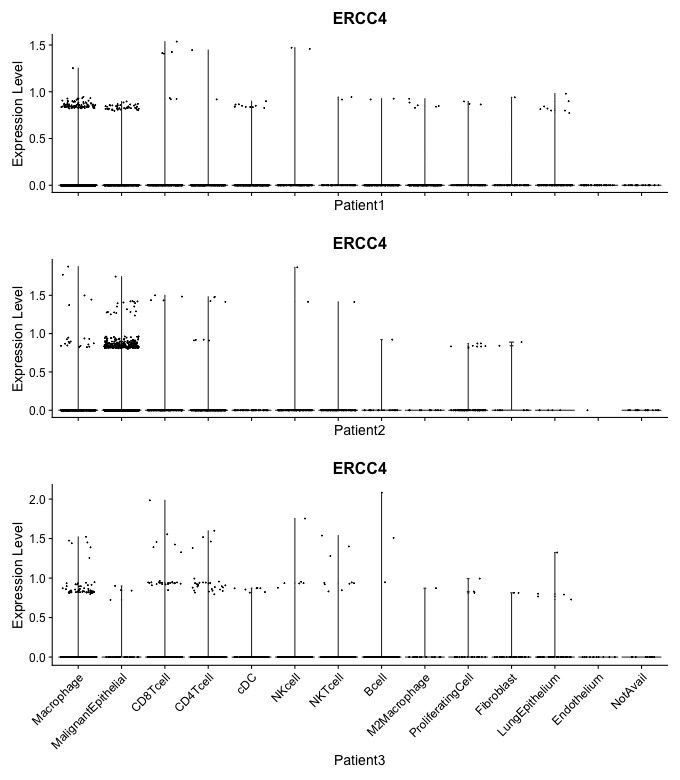 ERCC4
Expression Level
1.5
1.0
0.5
0.0
Patient1
ERCC4
Expression Level
1.5
1.0
0.5
0.0
Patient2
ERCC4
Expression Level
2.0
1.5
1.0
0.5
0.0
Macrophage
MalignantEpithelial
CD8Tcell
CD4Tcell
cDC
NKcell
NKTcell
Bcell
M2Macrophage
ProliferatingCell
Fibroblast
LungEpithelium
Endothelium
NotAvail
Patient3